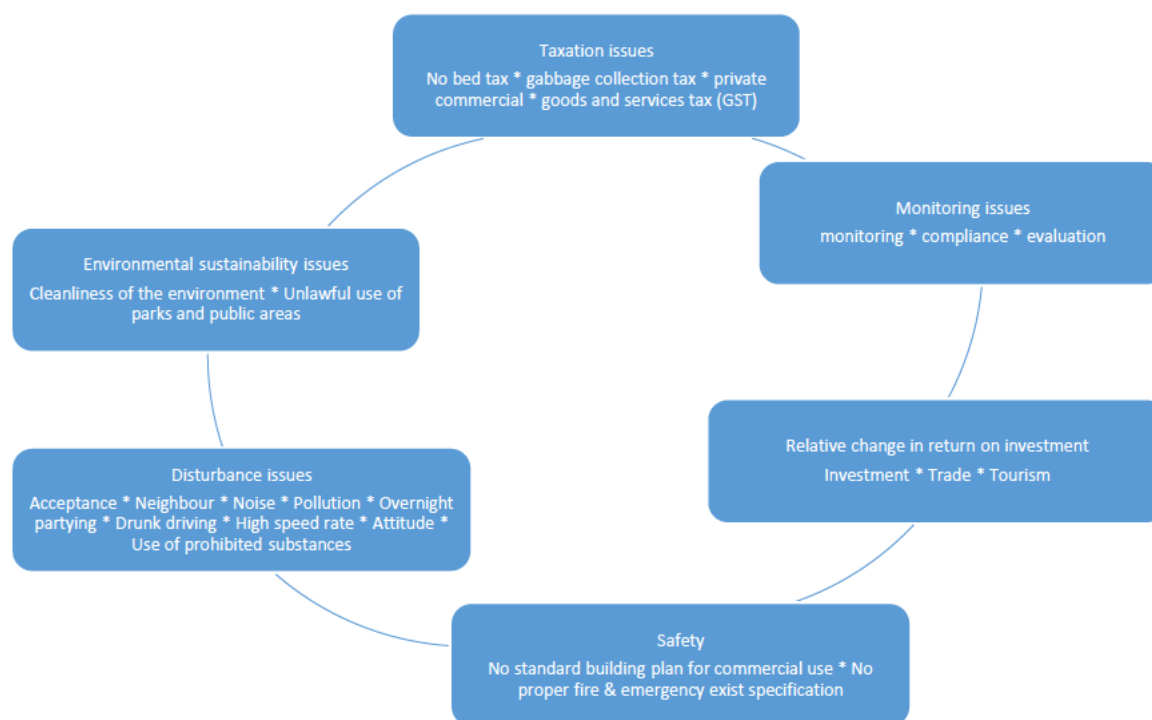 Taxation issues
No bed tax * gabbage collection tax * private
commercial * goods and services tax (GST)
Monitoring issues
monitoring * compliance * evaluation
Relative change in return on investment
Investment * Trade * Tourism
Safety
No standard building plan for commercial use * No
proper fire & emergency exist specification
Disturbance issues
Acceptance * Neighbour * Noise * Pollution * Overnight
partying * Drunk driving * High speed rate * Attitude *
Use of prohibited substances
Environmental sustainability issues
Cleanliness of the environment * Unlawful use of
parks and public areas